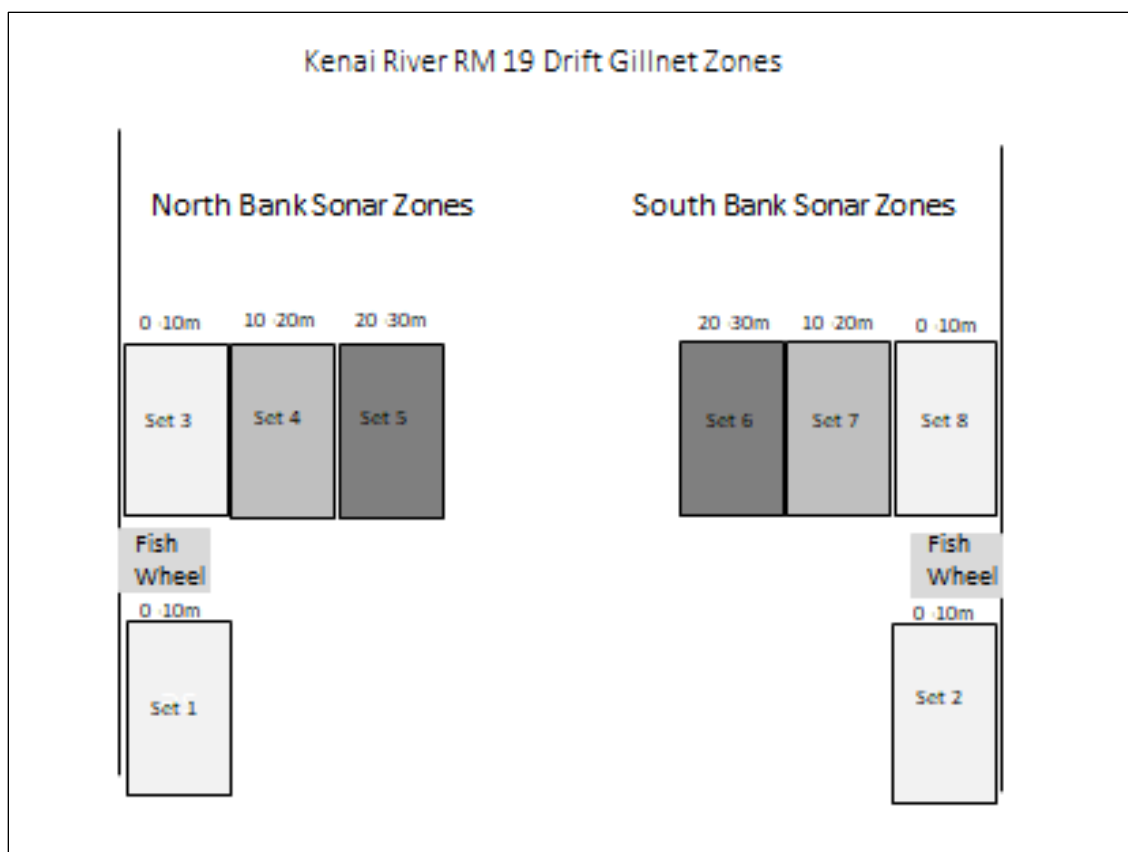 Kenai River RM 19 Drift Gillnet Zones
North Bank Sonar Zones
South Bank Sonar Zones
0 -10m
10 -20m
20 -30m
20 -30m
10 -20m
0 -10m
Set 3
Set 4
Set 5
Set 6
Set 7
Set 8
Fish
Wheel
Fish
Wheel
0 -10m
0 -10m
Set 1
Set 2